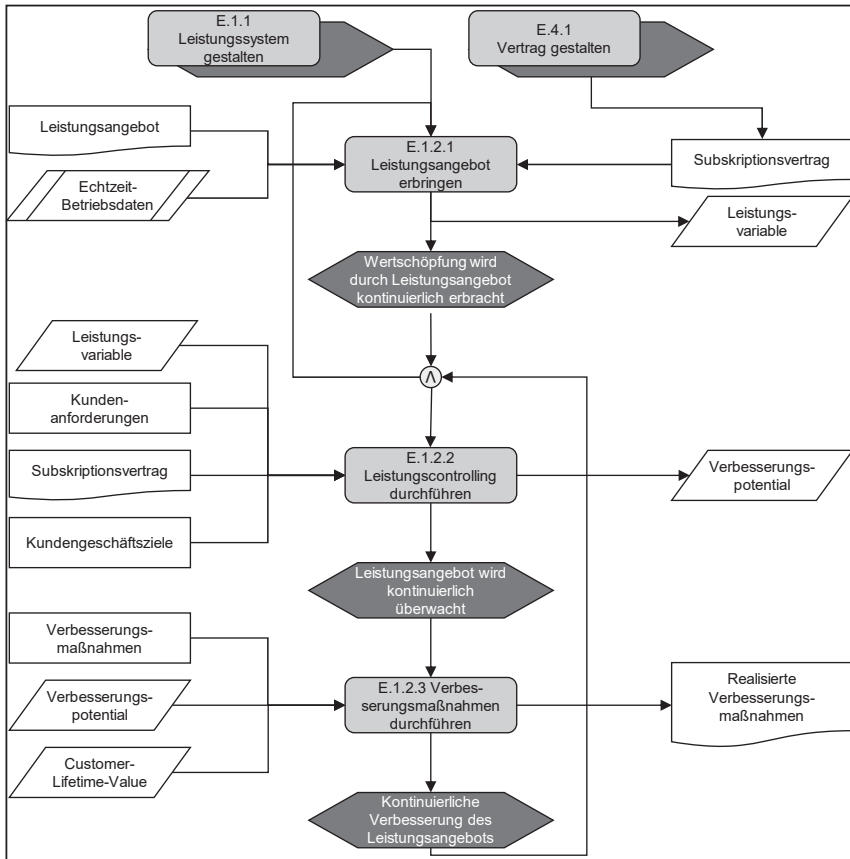 E.1.1
Leistungssystem
gestalten
E.4.1
Vertrag gestalten
Leistungsangebot
Echtzeit-
Betriebsdaten
E.1.2.1
Leistungsangebot
erbringen
Subskriptionsvertrag
Leistungs-
variable
Wertschöpfung wird
durch Leistungsangebot
kontinuierlich erbracht
Leistungs-
variable
Λ
Kunden-
anforderungen
Subskriptionsvertrag
Kundengeschäftsziele
E.1.2.2
Leistungscontrolling
durchführen
Verbesserungs-
potential
Leistungsangebot wird
kontinuierlich
überwacht
Verbesserungs-
maßnahmen
Verbesserungs-
potential
Customer-
Lifetime-Value
E.1.2.3 Verbes-
serungsmaßnahmen
durchführen
Realisierte
Verbesserungs-
maßnahmen
Kontinuierliche
Verbesserung des
Leistungsangebots